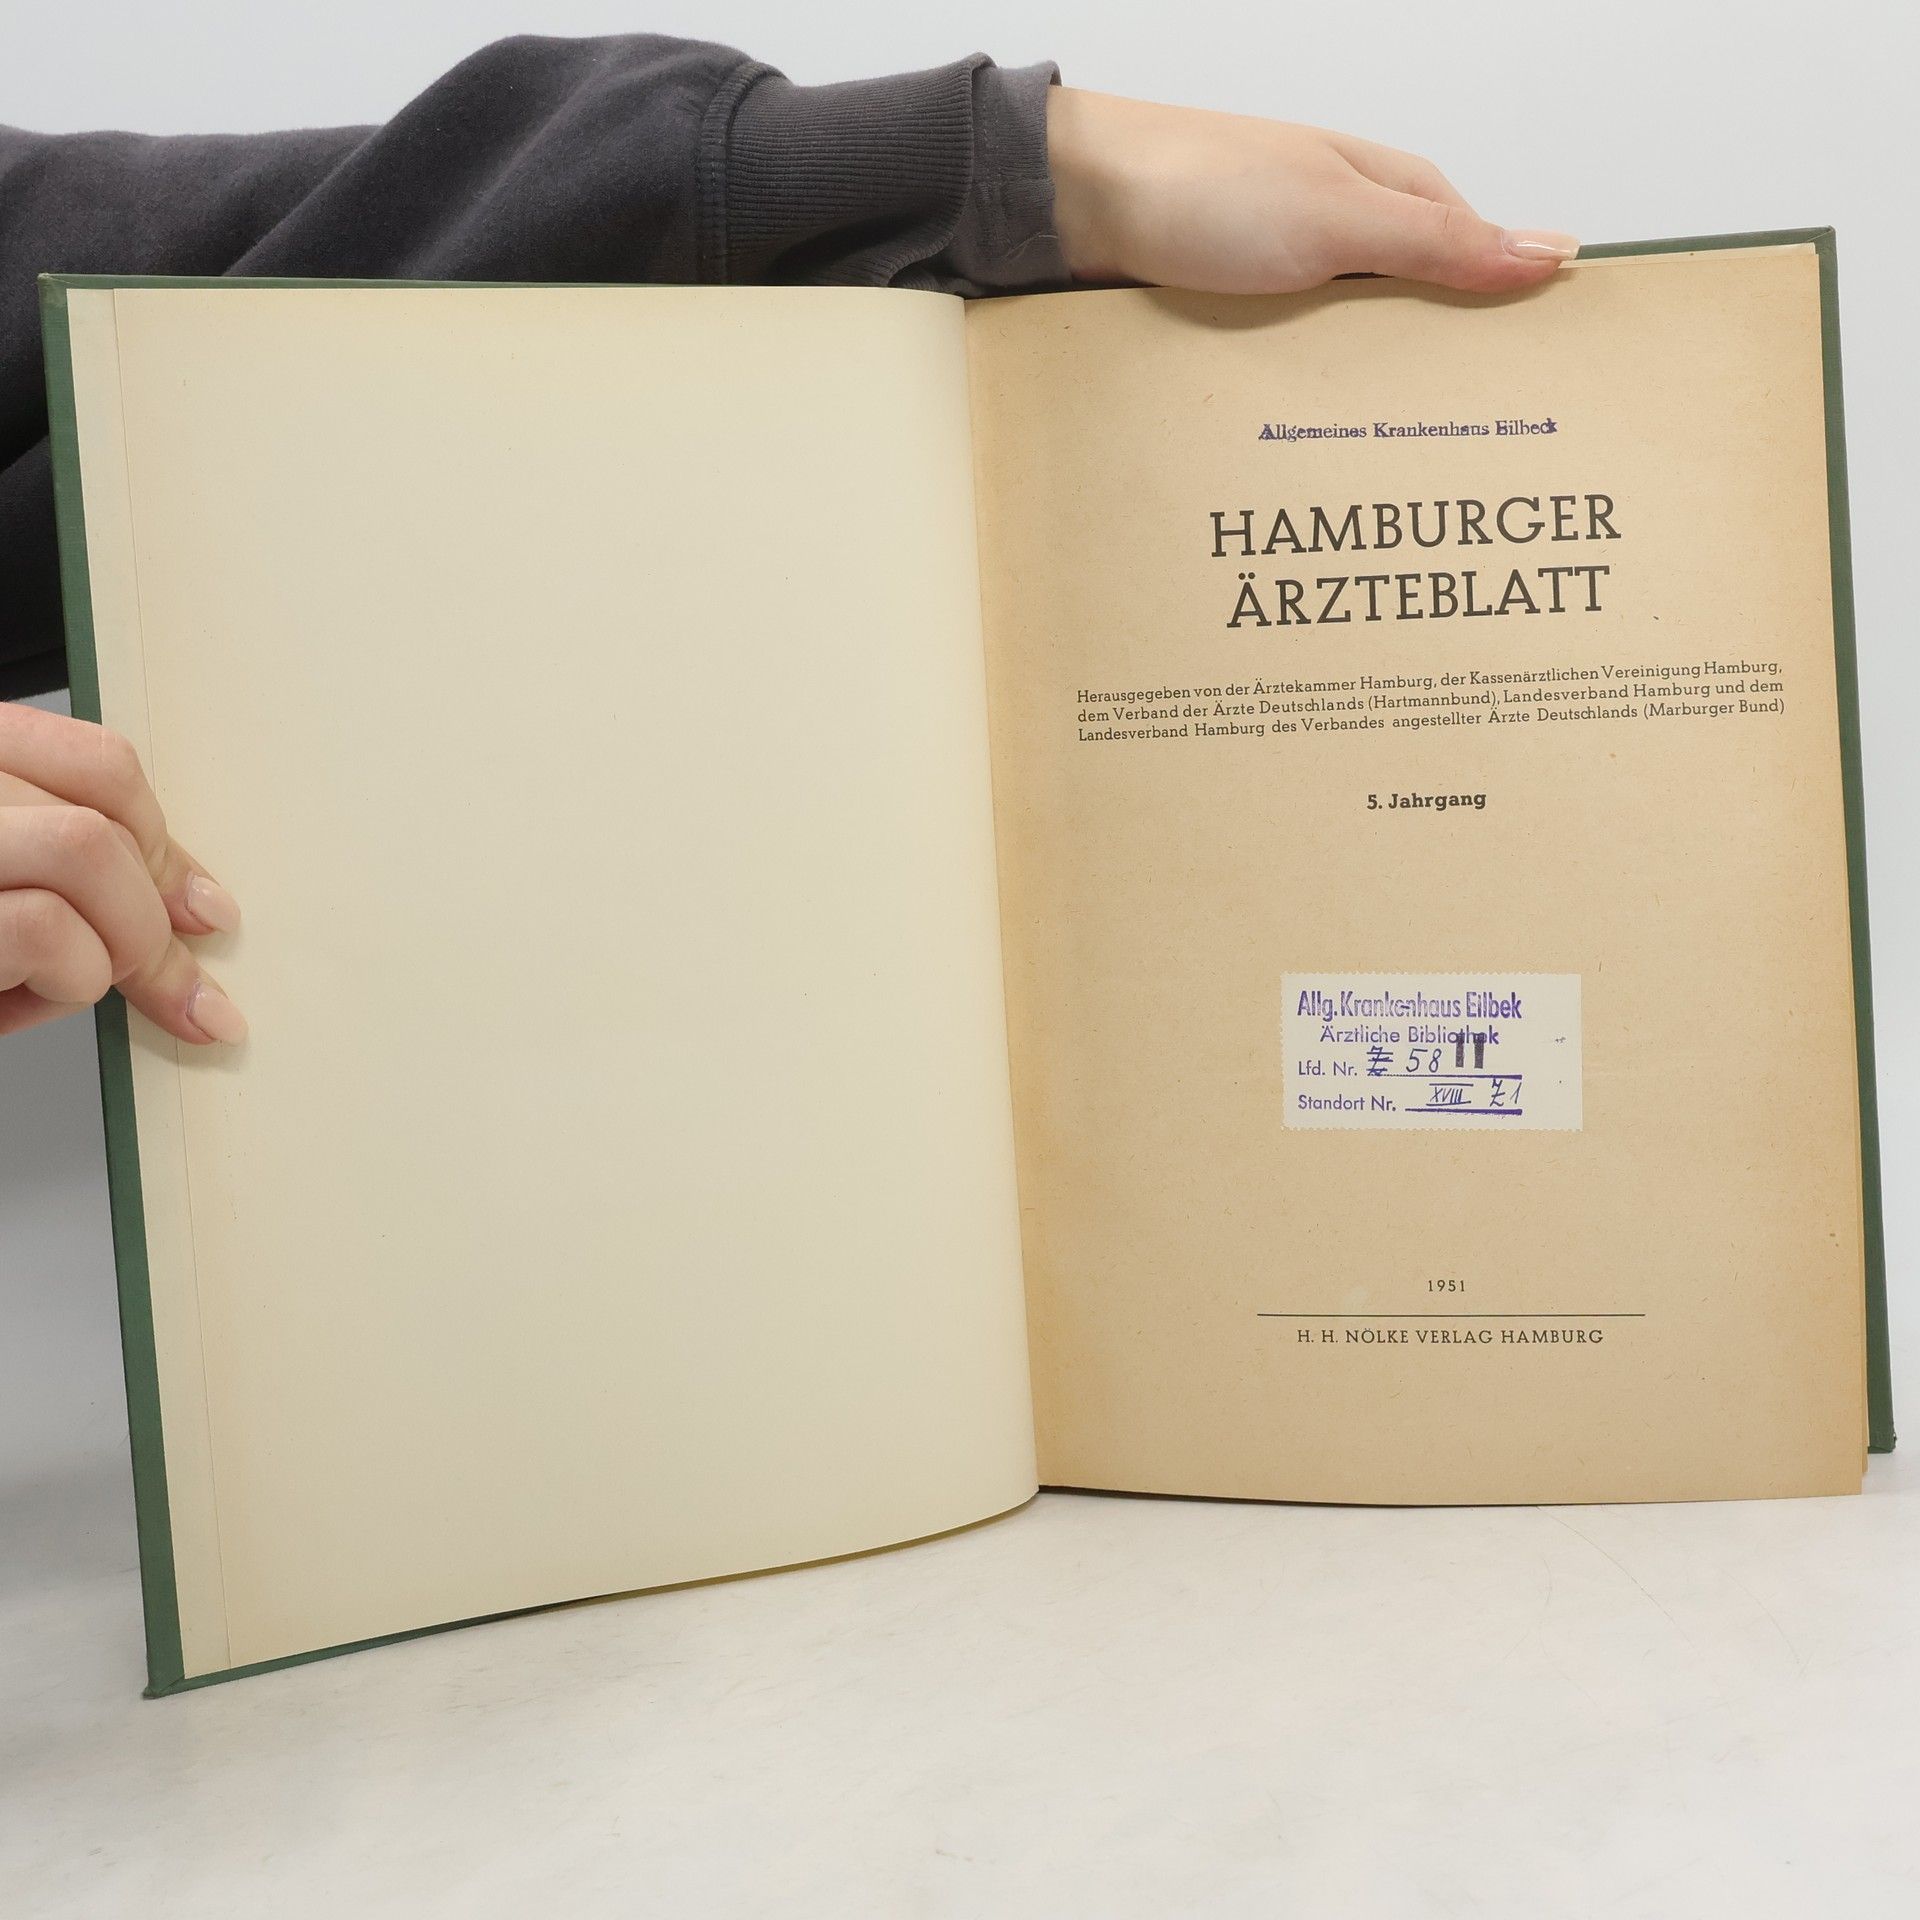 Allgemeines Krankenhaus Eilbeck
HAMBURGER
ÄRZTEBLATT
Herausgegeben von der Ärztekammer Hamburg, der Kassenärztlichen Vereinigung Hamburg,
dem Verband der Ärzte Deutschlands (Hartmannbund), Landesverband Hamburg und dem
Landesverband Hamburg des Verbandes angestellter Ärzte Deutschlands (Marburger Bund)
5. Jahrgang
Allg. Krankenhaus Eilbek
Ärztliche Bibliothek
Lfd. Nr. Z 58 II
Standort Nr. XVIII Z1
1951
H. H. NÖLKE VERLAG HAMBURG